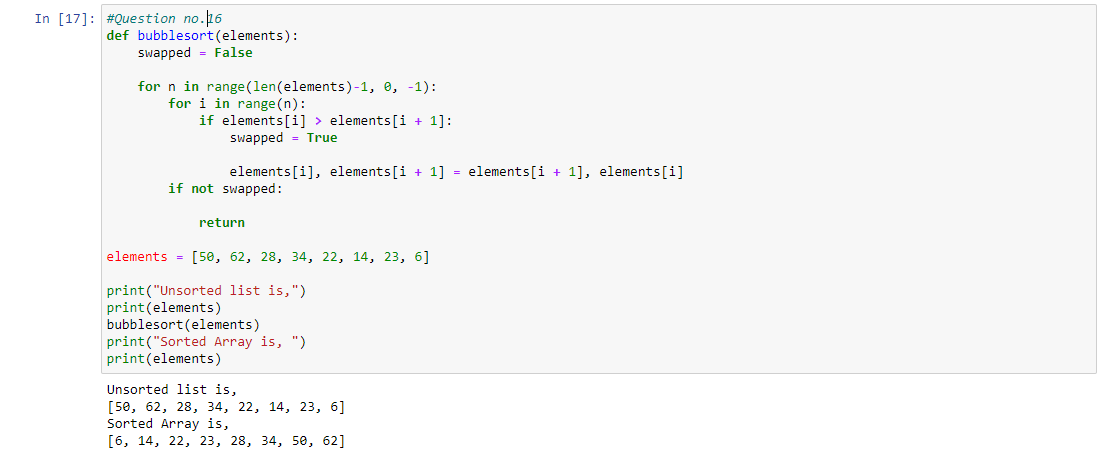 In [17]: #Question no.16
def bubblesort(elements):
    swapped = False

    for n in range(len(elements)-1, 0, -1):
        for i in range(n):
            if elements[i] > elements[i + 1]:
                swapped = True

                elements[i], elements[i + 1] = elements[i + 1], elements[i]
        if not swapped:

            return

elements = [50, 62, 28, 34, 22, 14, 23, 6]

print("Unsorted list is,")
print(elements)
bubblesort(elements)
print("Sorted Array is, ")
print(elements)
Unsorted list is,
[50, 62, 28, 34, 22, 14, 23, 6]
Sorted Array is,
[6, 14, 22, 23, 28, 34, 50, 62]